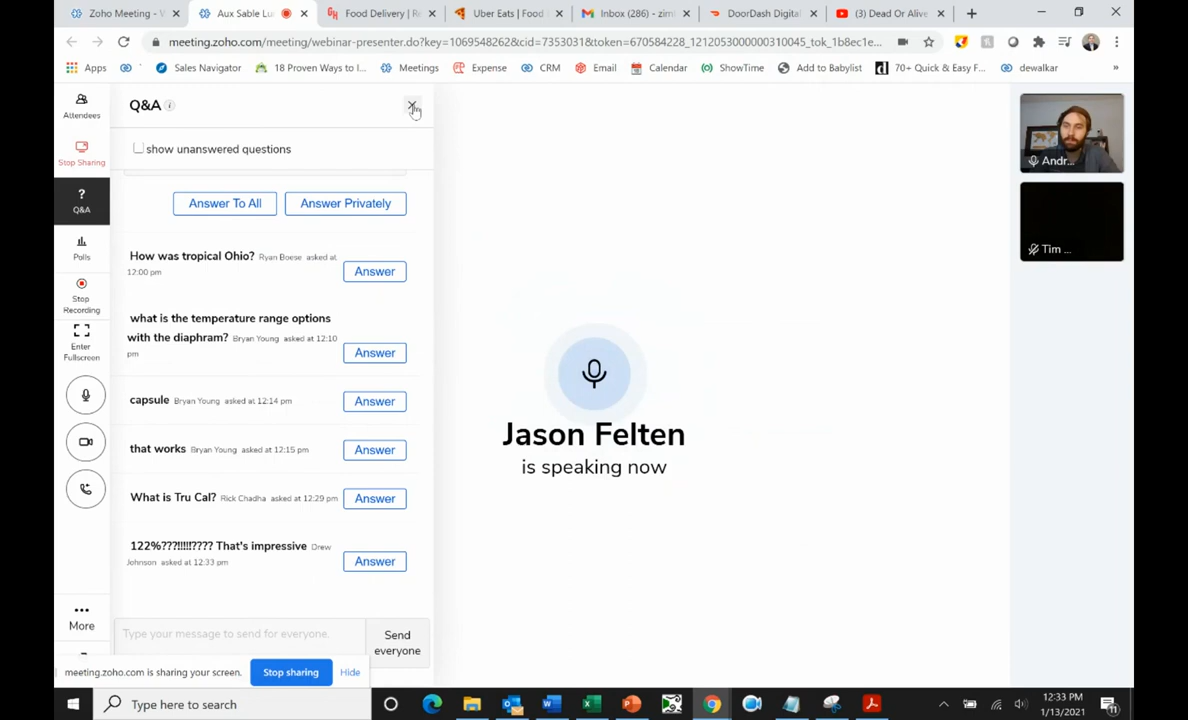 Zoho Meeting - W
Aux Sable Lu
Food Delivery | Re
Uber Eats | Food
Inbox (286) - zim
DoorDash Digital
(3) Dead Or Alive
meeting.zoho.com/meeting/webinar-presenter.do?key=1069548262&cid=7353031&token=670584228_1212053000000310045_tok_1b8ec1e...
Apps
Sales Navigator
18 Proven Ways to I...
Meetings
Expense
CRM
Email
Calendar
ShowTime
Add to Babylist
70+ Quick & Easy F...
dewalkar
»
Attendees
Stop Sharing
?
Q&A
Polls
Stop
Recording
Enter
Fullscreen
More
Q&A i
show unanswered questions
Answer To All
Answer Privately
How was tropical Ohio? Ryan Boese asked at
12:00 pm
Answer
what is the temperature range options
with the diaphram? Bryan Young asked at 12:10
pm
Answer
capsule Bryan Young asked at 12:14 pm
Answer
that works Bryan Young asked at 12:15 pm
Answer
What is Tru Cal? Rick Chadha asked at 12:29 pm
Answer
122%???!!!!!???? That's impressive Drew
Johnson asked at 12:33 pm
Answer
Type your message to send for everyone.
Send
everyone
meeting.zoho.com is sharing your screen.
Stop sharing
Hide
Jason Felten
is speaking now
Andr...
Tim ...
Type here to search
12:33 PM
1/13/2021
11